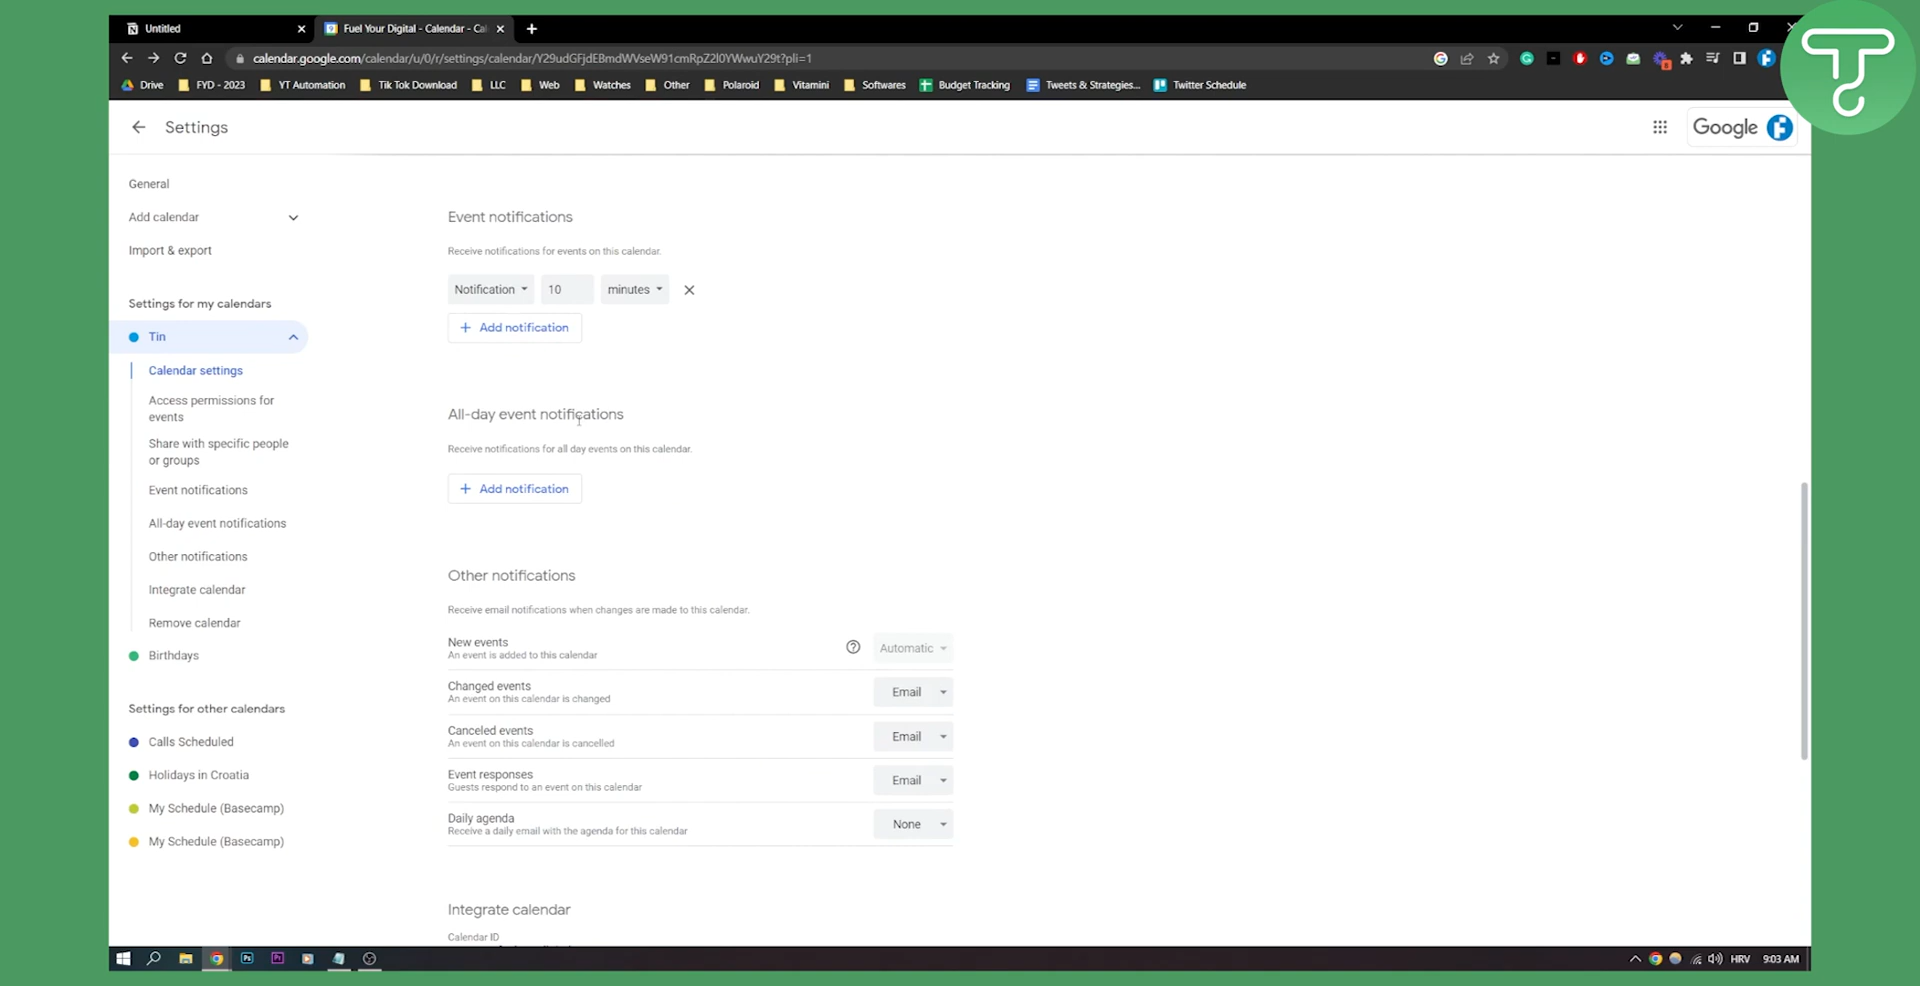 Untitled
Fuel Your Digital - Calendar - Ca
calendar.google.com/calendar/u/0/r/settings/calendar/
Drive
FYD - 2023
YT Automation
Tik Tok Download
LLC
Web
Watches
Other
Polaroid
Vitamini
Softwares
Budget Tracking
Tweets & Strategies...
Twitter Schedule
Settings
Google
General
Add calendar
Import & export
Settings for my calendars
Tin
Calendar settings
Access permissions for
events
Share with specific people
or groups
Event notifications
All-day event notifications
Other notifications
Integrate calendar
Remove calendar
Birthdays
Settings for other calendars
Calls Scheduled
Holidays in Croatia
My Schedule (Basecamp)
My Schedule (Basecamp)
Event notifications
Receive notifications for events on this calendar.
Notification 10 minutes
+ Add notification
All-day event notifications
Receive notifications for all day events on this calendar.
+ Add notification
Other notifications
Receive email notifications when changes are made to this calendar.
New events
An event is added to this calendar
Automatic
Changed events
An event on this calendar is changed
Email
Canceled events
An event on this calendar is cancelled
Email
Event responses
Guests respond to an event on this calendar
Email
Daily agenda
Receive a daily email with the agenda for this calendar
None
Integrate calendar
Calendar ID
Ps
Pr
HRV
9:03 AM